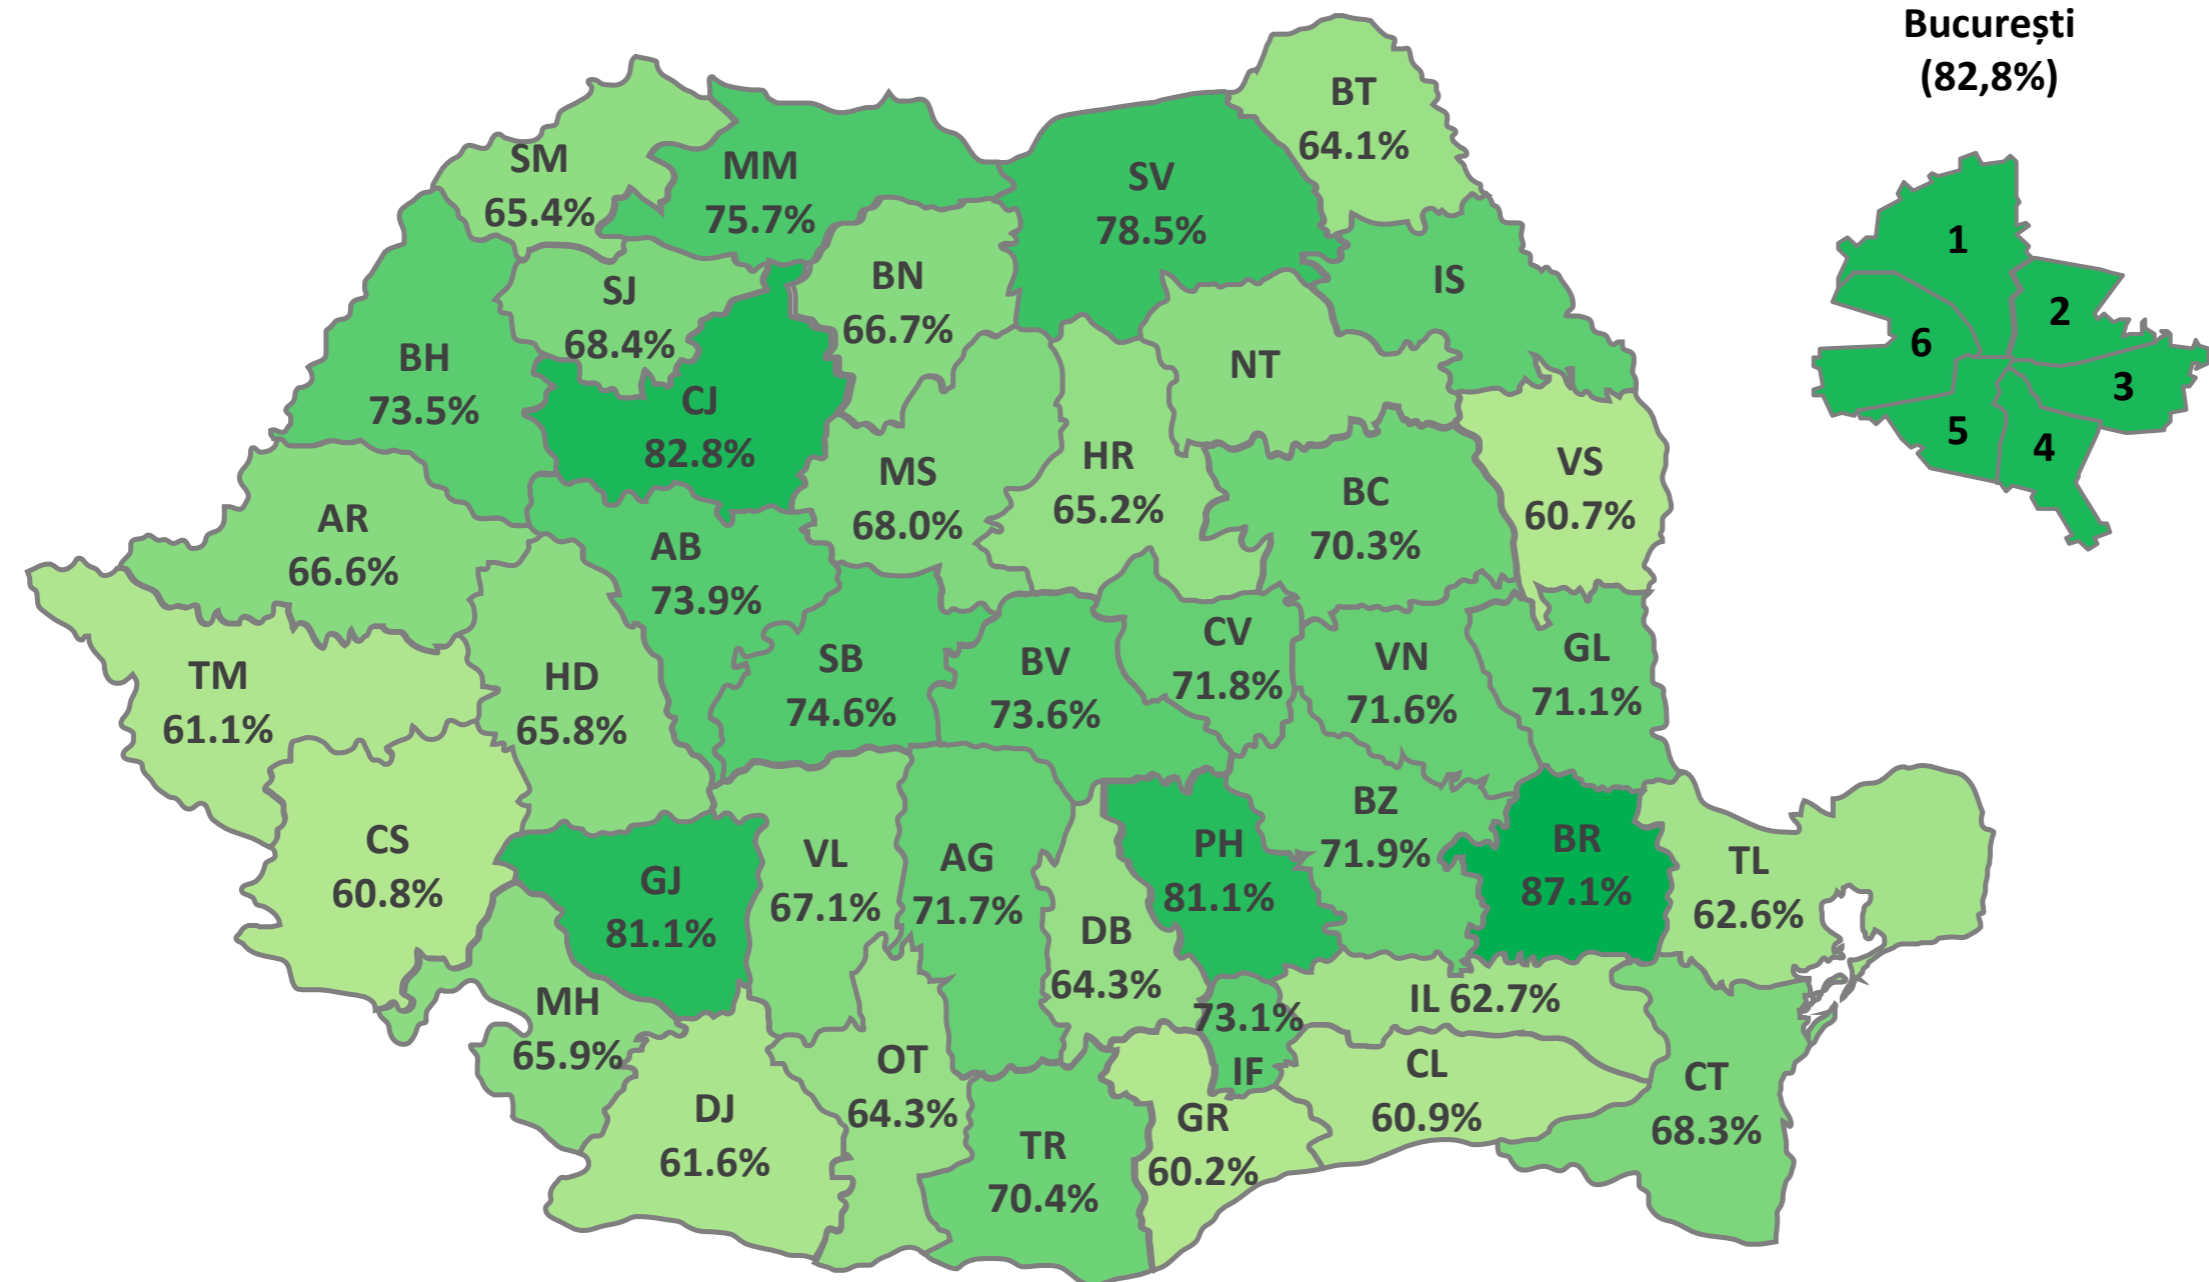 București
(82,8%)
1
2
3
4
5
6
BT
64.1%
SM
65.4%
MM
75.7%
SV
78.5%
BN
66.7%
SJ
68.4%
IS
BH
73.5%
NT
CJ
82.8%
MS
68.0%
HR
65.2%
BC
70.3%
VS
60.7%
AR
66.6%
AB
73.9%
TM
61.1%
HD
65.8%
SB
74.6%
BV
73.6%
CV
71.8%
VN
71.6%
GL
71.1%
CS
60.8%
GJ
81.1%
VL
67.1%
AG
71.7%
DB
64.3%
PH
81.1%
BZ
71.9%
BR
87.1%
TL
62.6%
MH
65.9%
DJ
61.6%
OT
64.3%
TR
70.4%
73.1%
IF
GR
60.2%
IL 62.7%
CL
60.9%
CT
68.3%